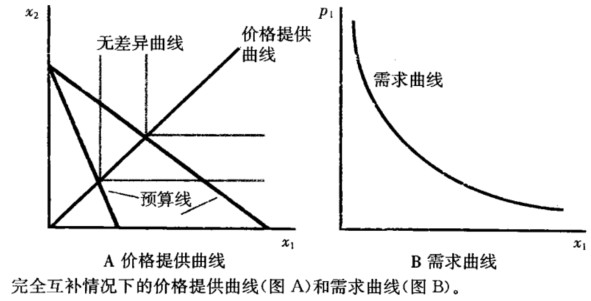 x₂
无差异曲线
价格提供
曲线
预算线
x₁
A 价格提供曲线
p₁
需求曲线
x₁
B 需求曲线
完全互补情况下的价格提供曲线(图 A)和需求曲线(图 B)。